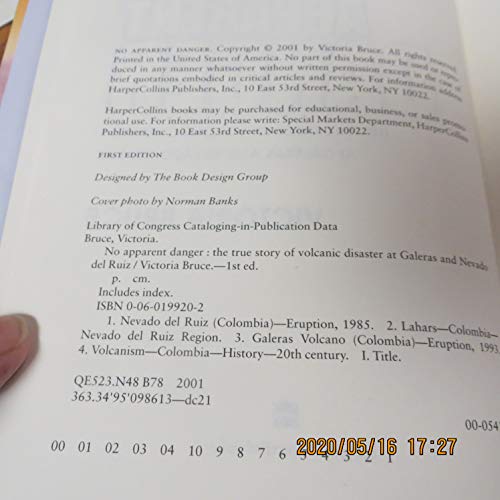 NO APPARENT DANGER. Copyright © 2001 by Victoria Bruce. All rights reserved.
Printed in the United States of America. No part of this book may be used or repro-
duced in any manner whatsoever without written permission except in the case of
brief quotations embodied in critical articles and reviews. For information address
HarperCollins Publishers, Inc., 10 East 53rd Street, New York, NY 10022.
HarperCollins books may be purchased for educational, business, or sales promo-
tional use. For information please write: Special Markets Department, HarperCollins
Publishers, Inc., 10 East 53rd Street, New York, NY 10022.
FIRST EDITION
Designed by The Book Design Group
Cover photo by Norman Banks
Library of Congress Cataloging-in-Publication Data
Bruce, Victoria.
No apparent danger : the true story of volcanic disaster at Galeras and Nevado
del Ruiz / Victoria Bruce.—1st ed.
p. cm.
Includes index.
ISBN 0-06-019920-2
1. Nevado del Ruiz (Colombia)—Eruption, 1985. 2. Lahars—Colombia—
Nevado del Ruiz Region. 3. Galeras Volcano (Colombia)—Eruption, 1993
4. Volcanism—Colombia—History—20th century. I. Title.
QE523.N48 B78 2001
363.34'95'098613—dc21
00-054
00 01 02 03 04 10 9 8 7 6 5 4 3 2 1
2020/05/16 17:27